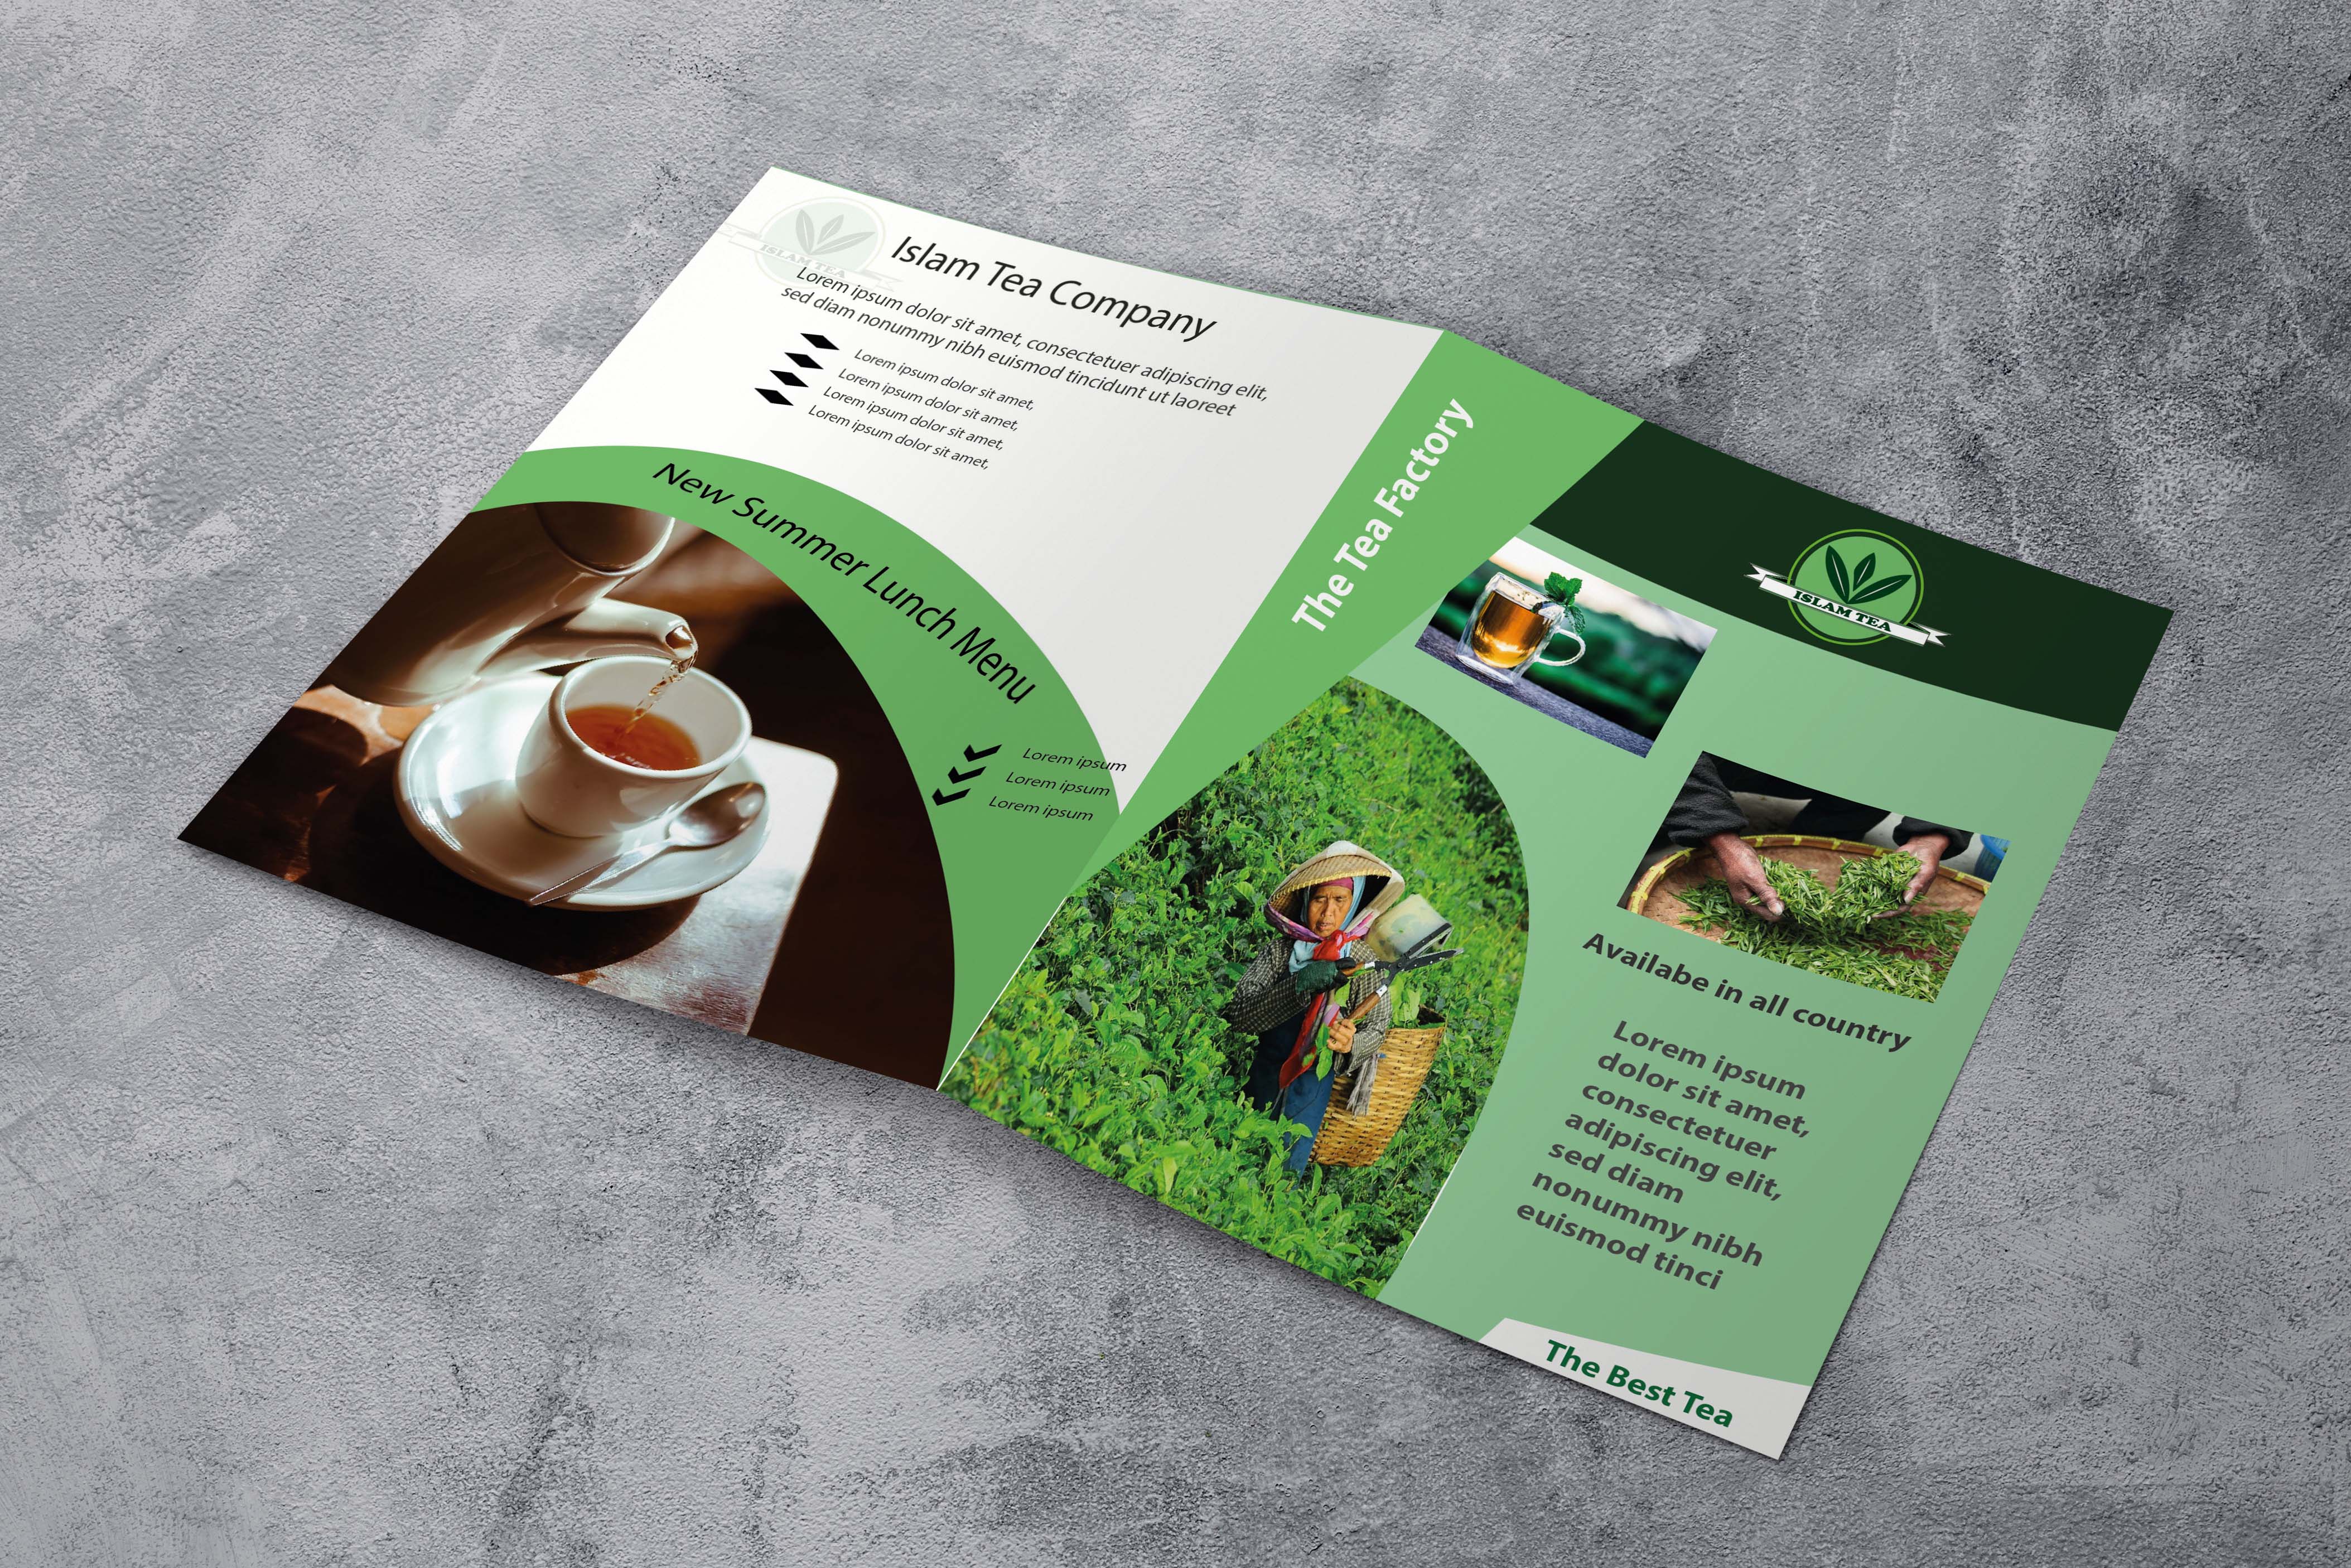 ISLAM TEA
Islam Tea Company
Lorem ipsum dolor sit amet, consectetuer adipiscing elit,
sed diam nonummy nibh euismod tincidunt ut laoreet
Lorem ipsum dolor sit amet,
Lorem ipsum dolor sit amet,
Lorem ipsum dolor sit amet,
Lorem ipsum dolor sit amet,
New Summer Lunch Menu
Lorem ipsum
Lorem ipsum
Lorem ipsum
The Tea Factory
ISLAM TEA
Availabe in all country
Lorem ipsum
dolor sit amet,
consectetuer
adipiscing elit,
sed diam
nonummy nibh
euismod tinci
The Best Tea